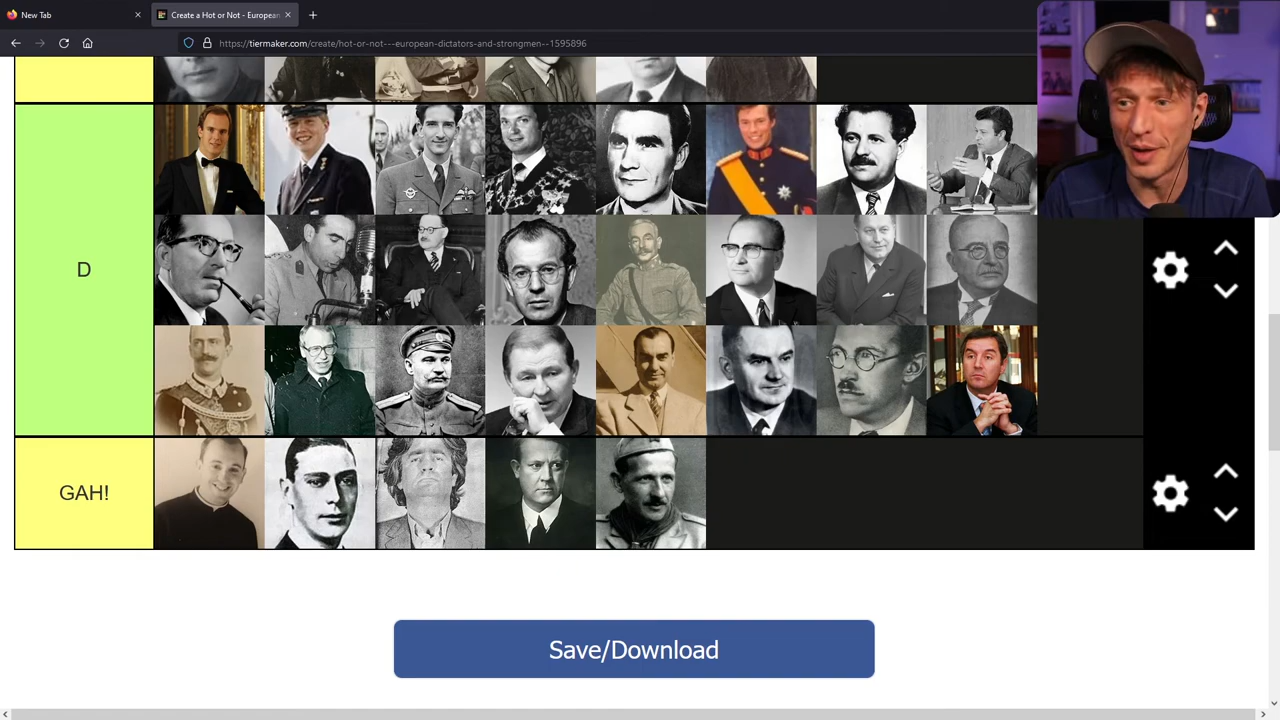 New Tab
Create a Hot or Not - European
https://tiermaker.com/create/hot-or-not---european-dictators-and-strongmen--1595896
D
GAH!
Save/Download